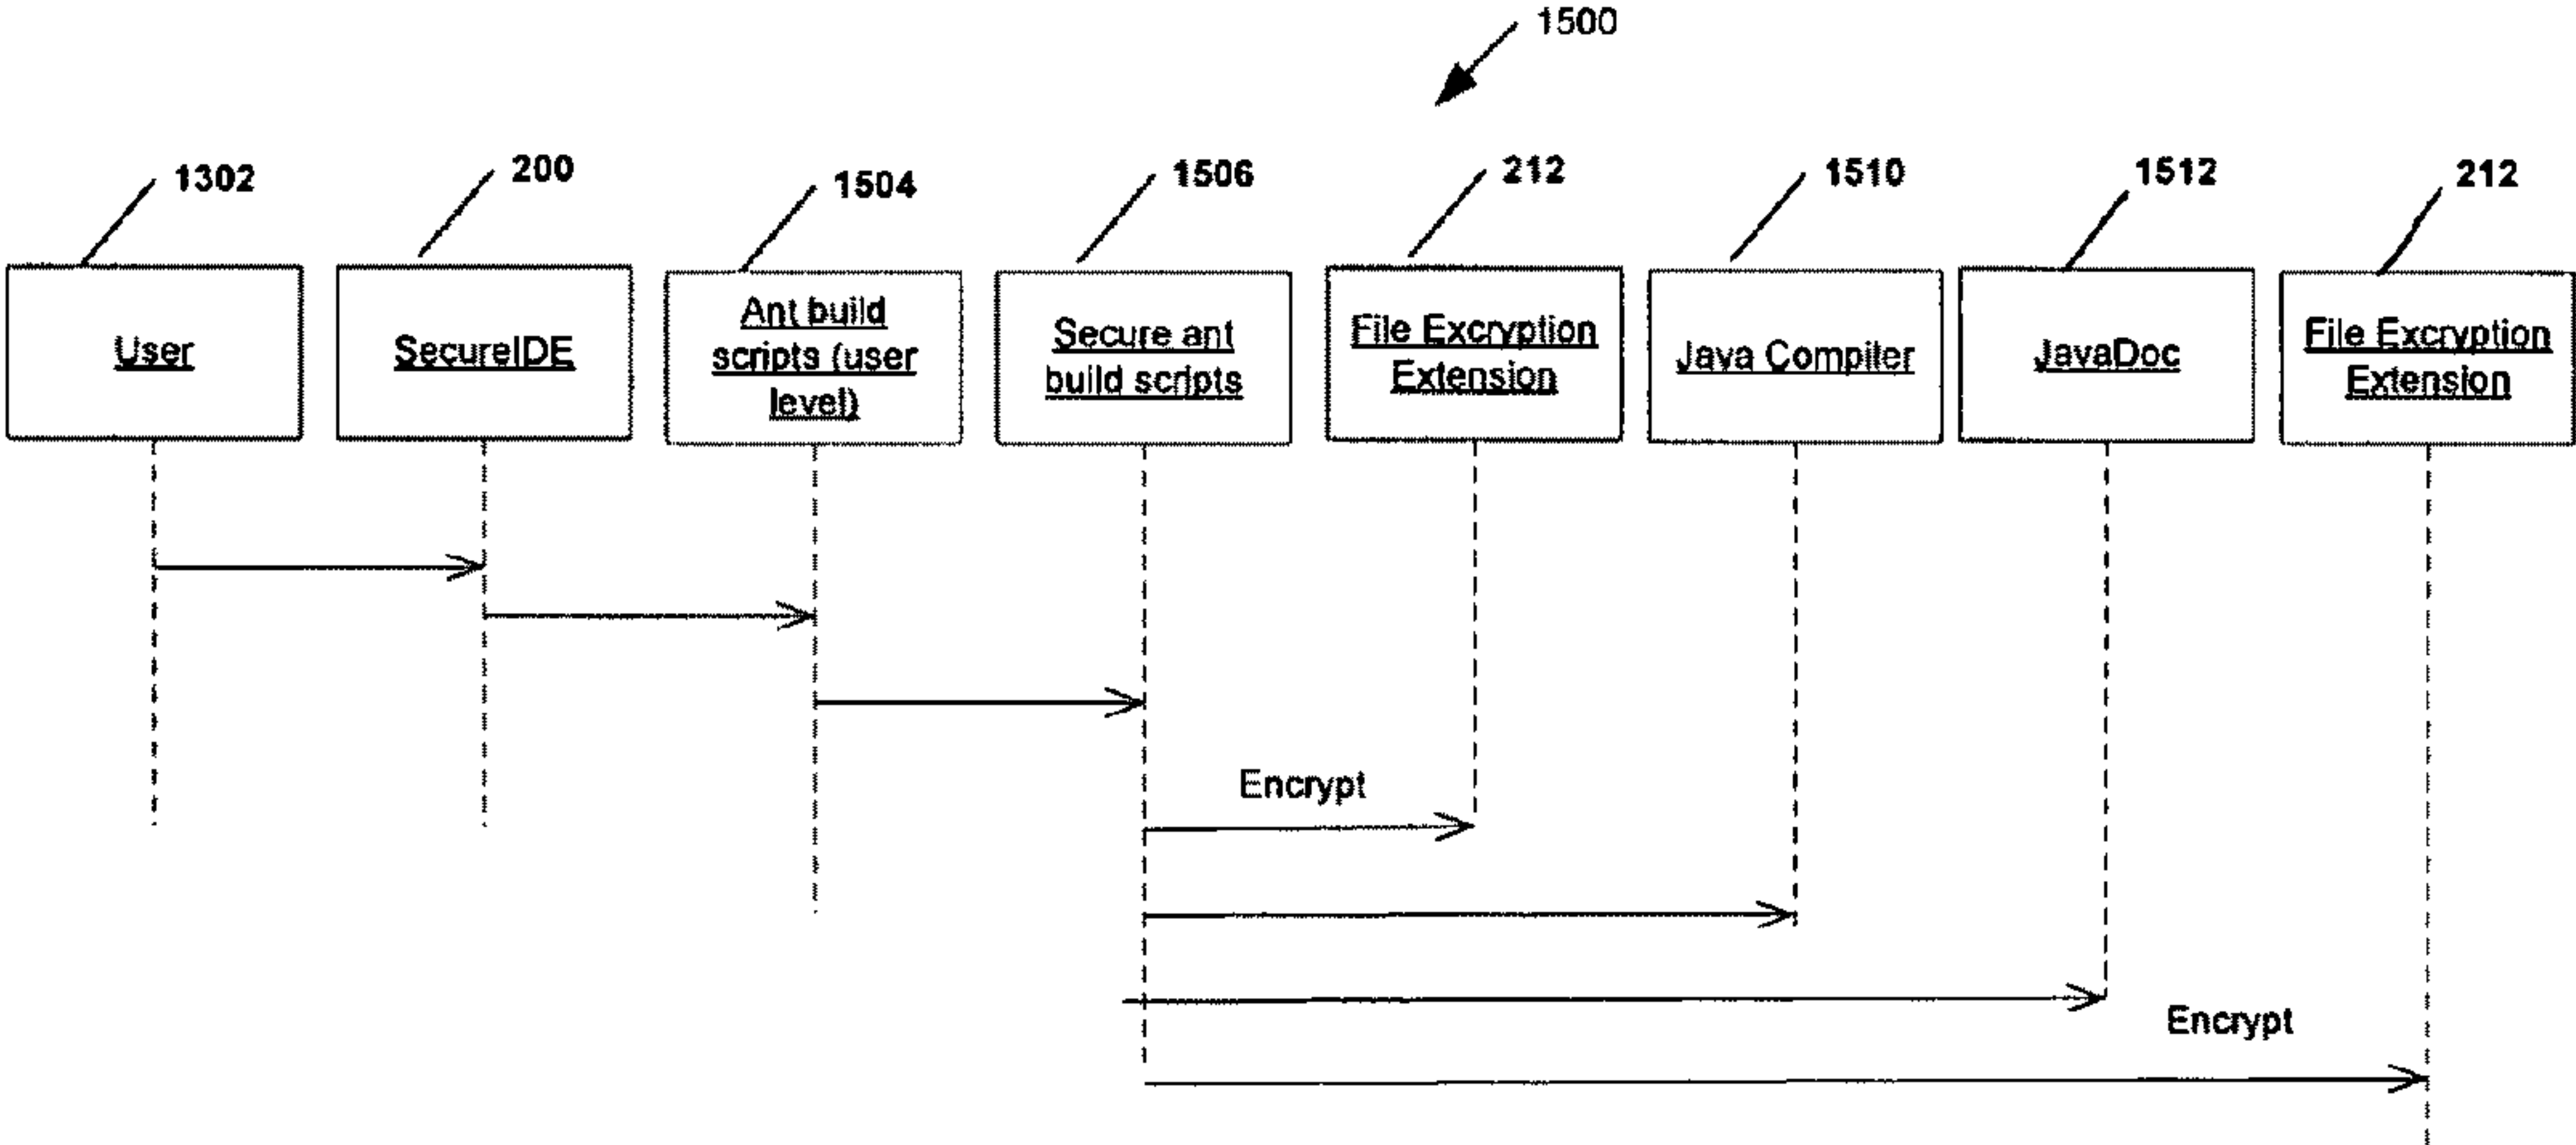 1500
1302
200
1504
1506
212
1510
1512
212
User
SecureIDE
Ant build
scripts (user
level)
Secure ant
build scripts
File Excryption
Extension
Java Compiler
JavaDoc
File Excryption
Extension
Encrypt
Encrypt